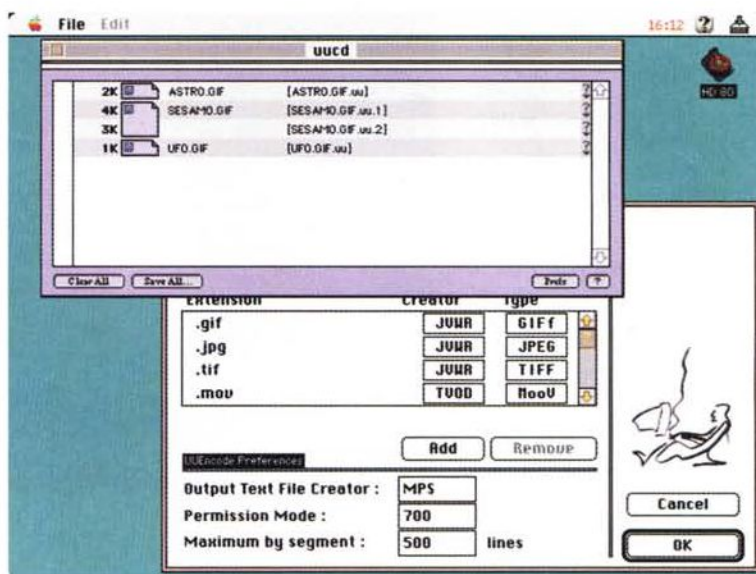 File Edit 16:12
uucd
HD 80
2K ASTRO.GIF [ASTRO.GIF.uu]
4K SESAMO.GIF [SESAMO.GIF.uu.1]
3K [SESAMO.GIF.uu.2]
1K UFO.GIF [UFO.GIF.uu]
Clear All Save All... Prefs ?
Extension Creator Type
.gif JVWR GIFf
.jpg JVWR JPEG
.tif JVWR TIFF
.mov TVOD MooV
Add Remove
UUEncode Preferences
Output Text File Creator : MPS
Permission Mode : 700
Maximum by segment : 500 lines
Cancel
OK